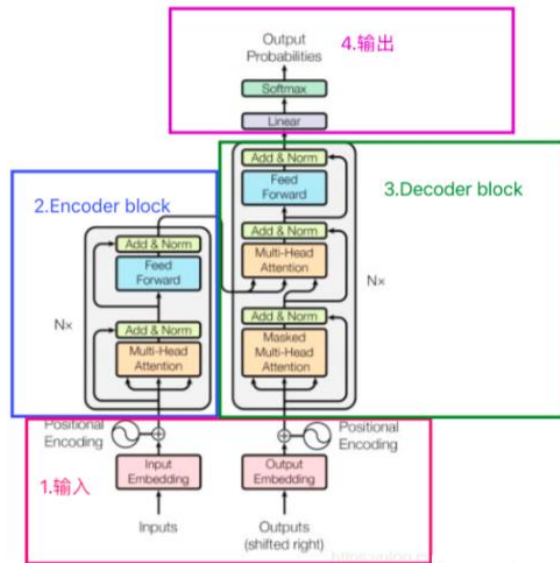 Output
Probabilities
4.输出
Softmax
Linear
Add & Norm
Feed
Forward
3.Decoder block
2.Encoder block
Add & Norm
Multi-Head
Attention
Add & Norm
Feed
Forward
N×
N×
Add & Norm
Masked
Multi-Head
Attention
Add & Norm
Multi-Head
Attention
Positional
Encoding
Positional
Encoding
1.输入
Input
Embedding
Output
Embedding
Inputs
Outputs
(shifted right)